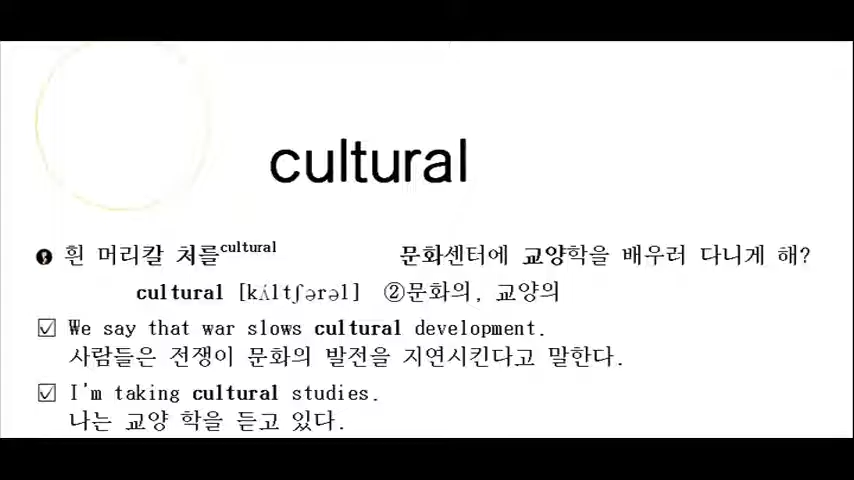 cultural
흰 머리칼 처를cultural 문화센터에 교양학을 배우러 다니게 해?
cultural [kʎltʃərəl] ②문화의, 교양의
☑ We say that war slows cultural development.
사람들은 전쟁이 문화의 발전을 지연시킨다고 말한다.
☑ I'm taking cultural studies.
나는 교양 학을 듣고 있다.